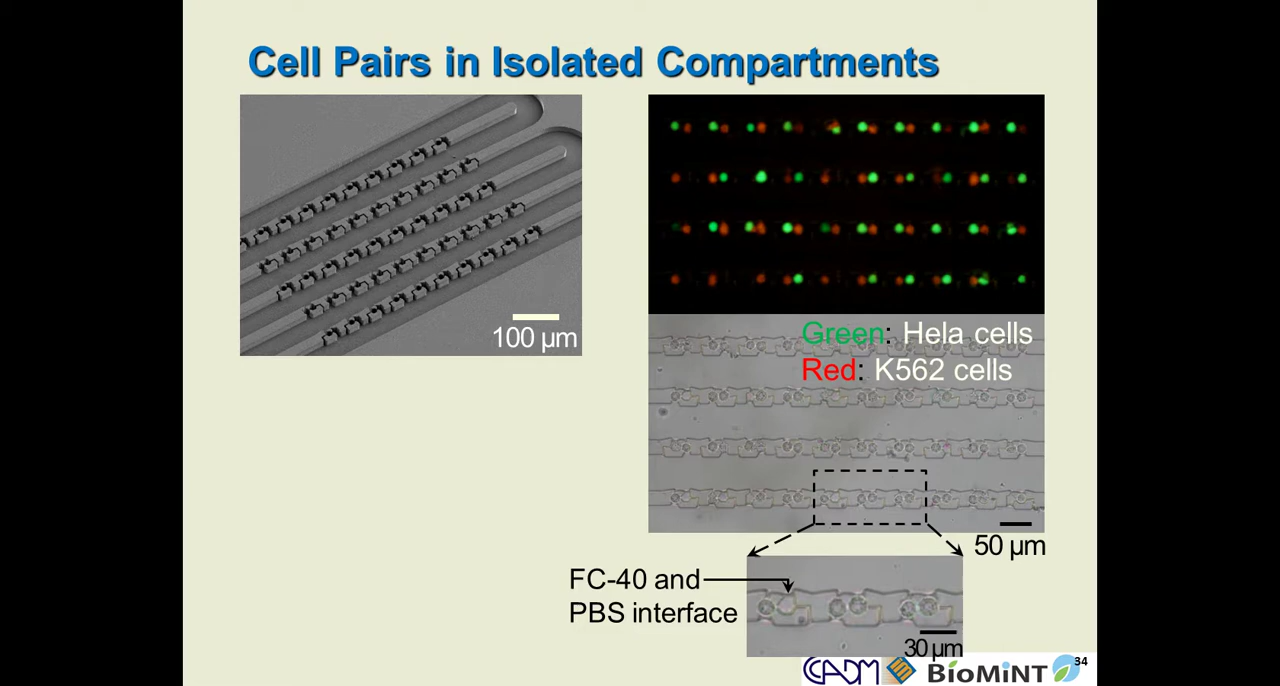 Cell Pairs in Isolated Compartments
100 µm
Green: Hela cells
Red: K562 cells
50 µm
FC-40 and
PBS interface
30 µm
CADM
BioMiNT
34